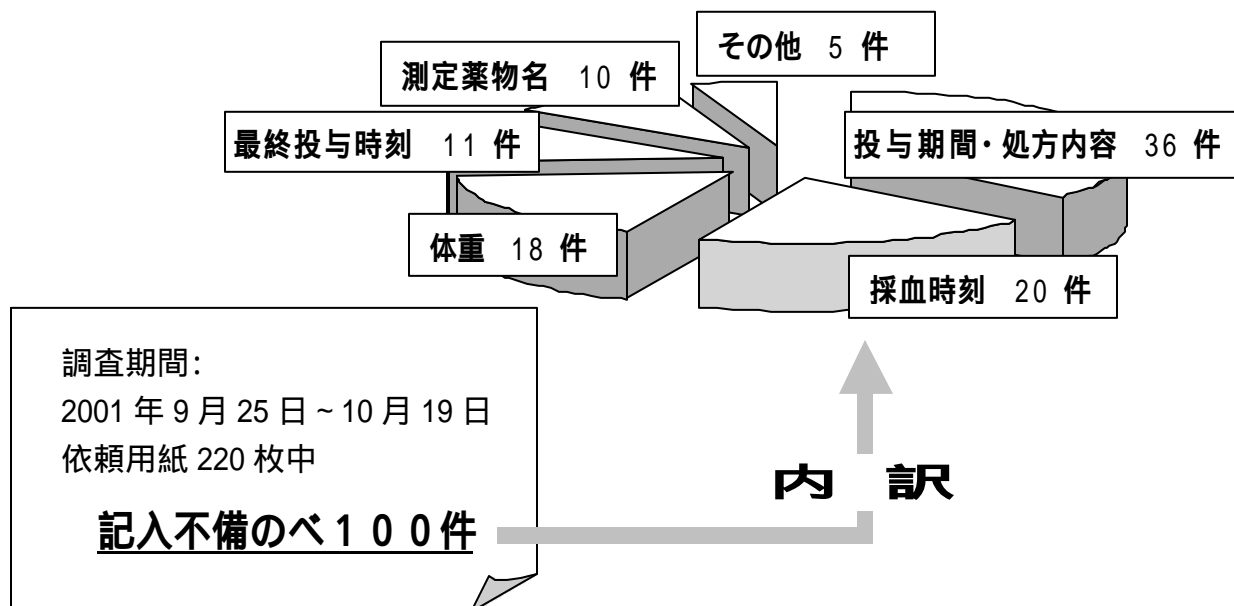 その他 5 件
測定薬物名 10 件
最終投与時刻 11 件
投与期間・処方内容 36 件
体重 18 件
採血時刻 20 件
調査期間：
2001 年 9 月 25 日 ~ 10 月 19 日
依頼用紙 220 枚中
記入不備のべ１００件
内 訳